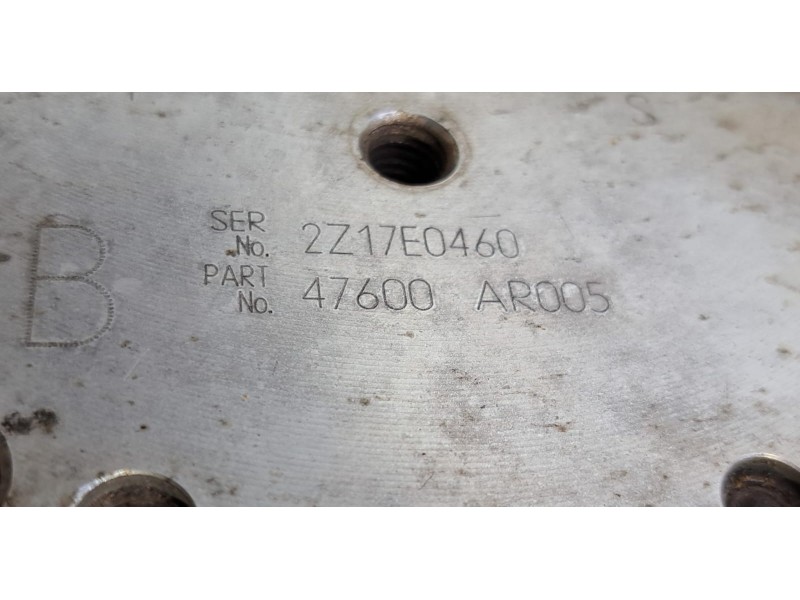 S
B
SER No. 2Z17E0460
PART No. 47600 AR005